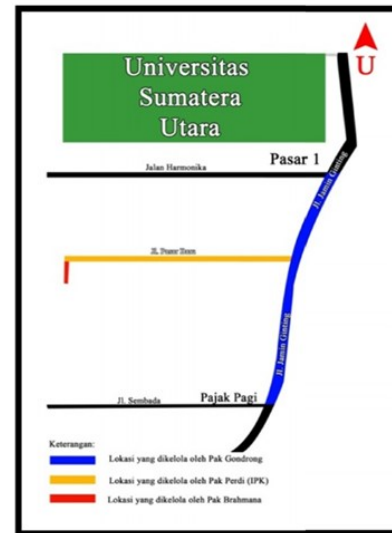 U
Universitas
Sumatera
Utara
Pasar 1
Jalan Harmonika
Jl. Jamin Ginting
Jl.
Jl. Jamin Ginting
Pajak Pagi
Jl. Sembada
Keterangan:
Lokasi yang dikelola oleh Pak Gondrong
Lokasi yang dikelola oleh Pak Perdi (IPK)
Lokasi yang dikelola oleh Pak Brahmana